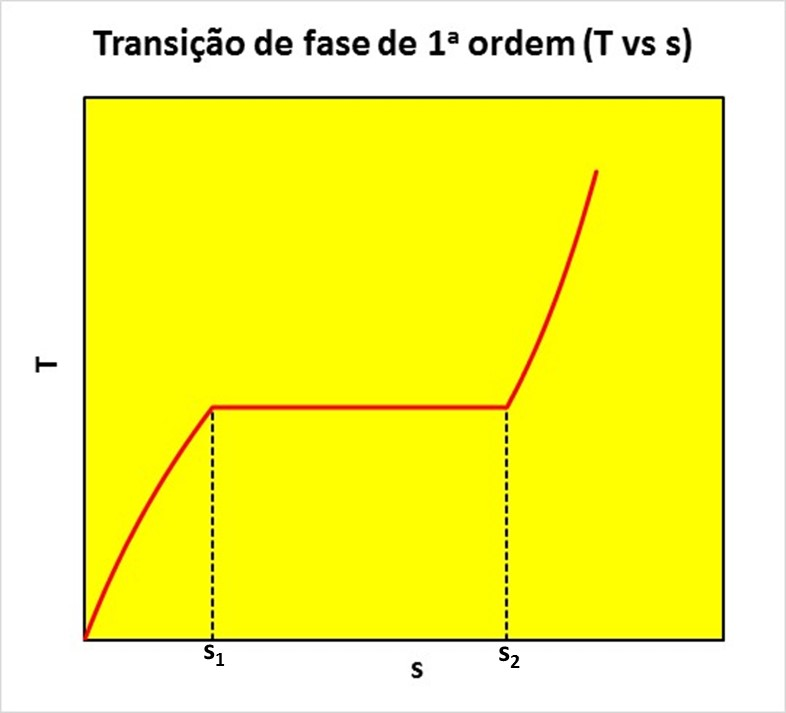 Transição de fase de 1ª ordem (T vs s)
T
s₁
s₂
s